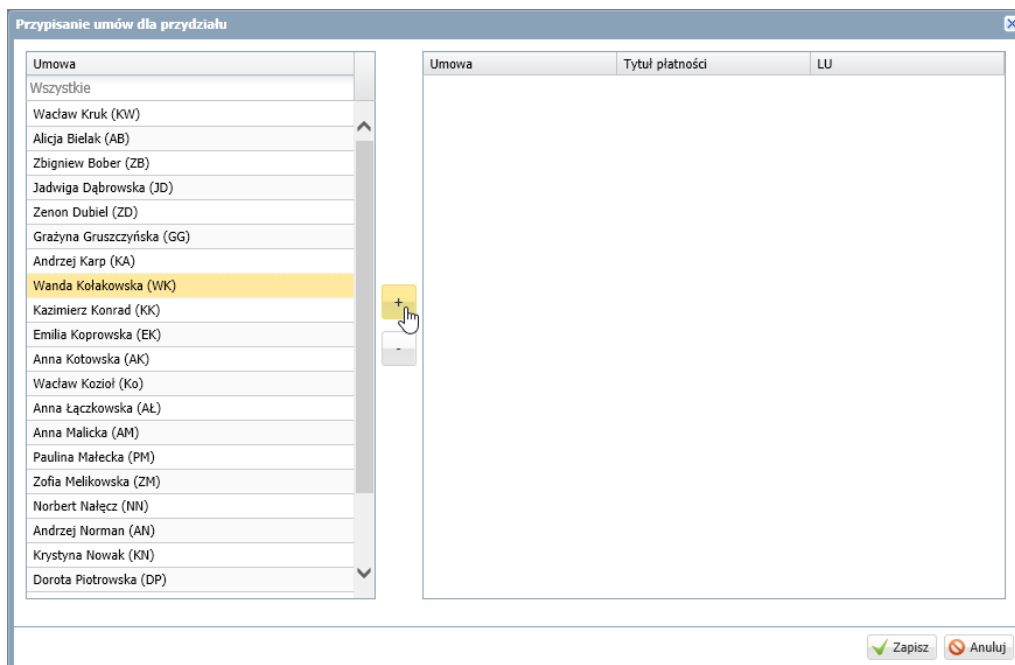 Przypisanie umów dla przydziału
Umowa
Wszystkie
Wacław Kruk (KW)
Alicja Bielak (AB)
Zbigniew Bober (ZB)
Jadwiga Dąbrowska (JD)
Zenon Dubiel (ZD)
Grażyna Gruszczyńska (GG)
Andrzej Karp (KA)
Wanda Kołakowska (WK)
Kazimierz Konrad (KK)
Emilia Koprowska (EK)
Anna Kotowska (AK)
Wacław Kozioł (Ko)
Anna Łączkowska (AŁ)
Anna Malicka (AM)
Paulina Małecka (PM)
Zofia Melikowska (ZM)
Norbert Nałęcz (NN)
Andrzej Norman (AN)
Krystyna Nowak (KN)
Dorota Piotrowska (DP)
+
-
Umowa Tytuł płatności LU
Zapisz Anuluj